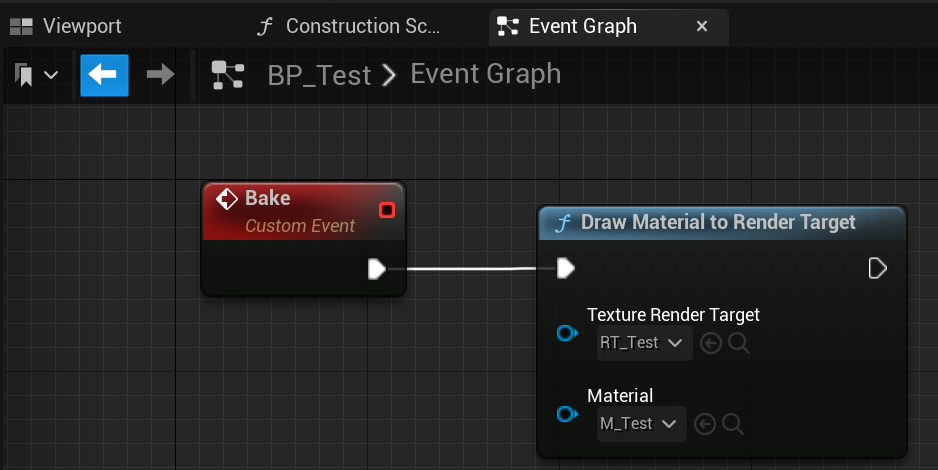 Viewport
Construction Sc...
Event Graph
BP_Test > Event Graph
Bake
Custom Event
Draw Material to Render Target
Texture Render Target
RT_Test
Material
M_Test